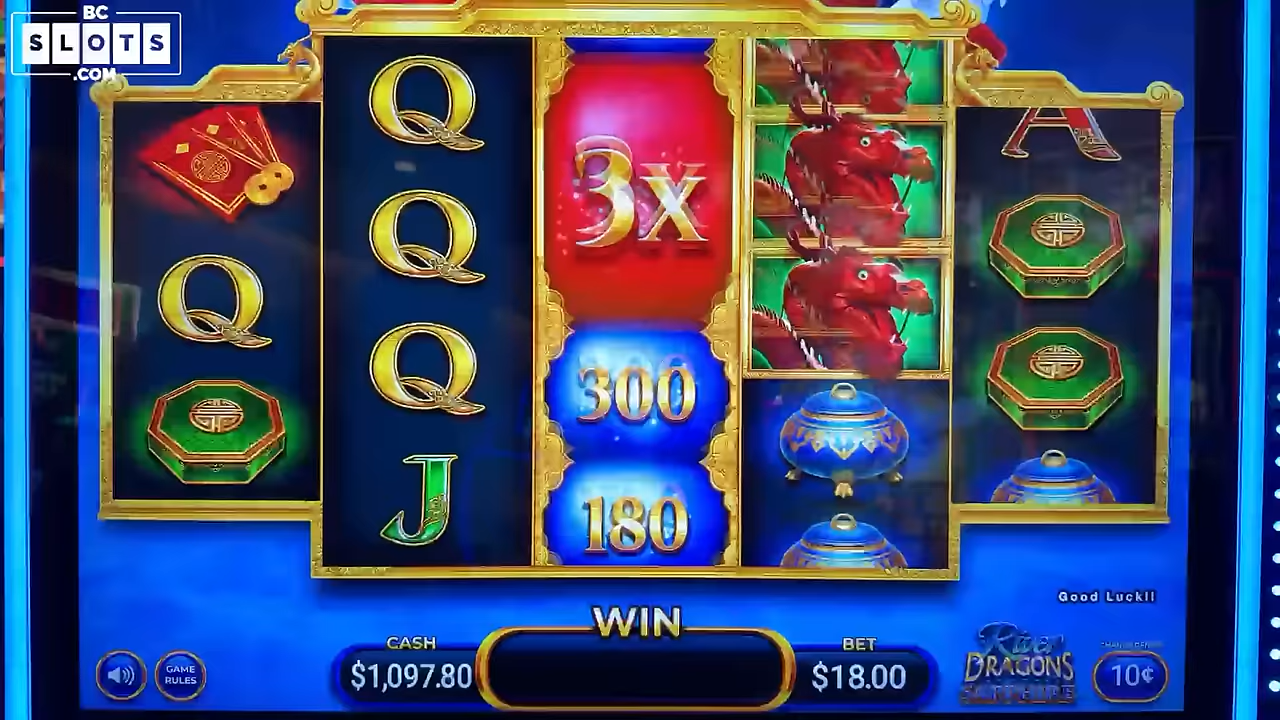 BC
SLOTS
.COM
Q
Q
Q
Q
J
3x
300
180
A
Good Luck!!
WIN
CASH
$1,097.80
BET
$18.00
GAME
RULES
River
DRAGONS
SAPPHIRE
10¢